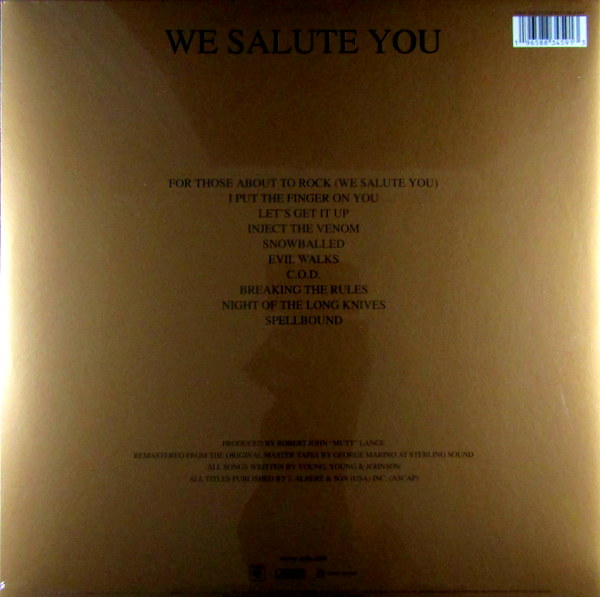 WE SALUTE YOU
FOR THOSE ABOUT TO ROCK (WE SALUTE YOU)
I PUT THE FINGER ON YOU
LET'S GET IT UP
INJECT THE VENOM
SNOWBALLED
EVIL WALKS
C.O.D.
BREAKING THE RULES
NIGHT OF THE LONG KNIVES
SPELLBOUND
PRODUCED BY ROBERT JOHN "MUTT" LANGE
REMASTERED FROM THE ORIGINAL MASTER TAPES BY GEORGE MARINO AT STERLING SOUND
ALL SONGS WRITTEN BY YOUNG, YOUNG & JOHNSON
ALL TITLES PUBLISHED BY J. ALBERT & SON (USA) INC. (ASCAP)